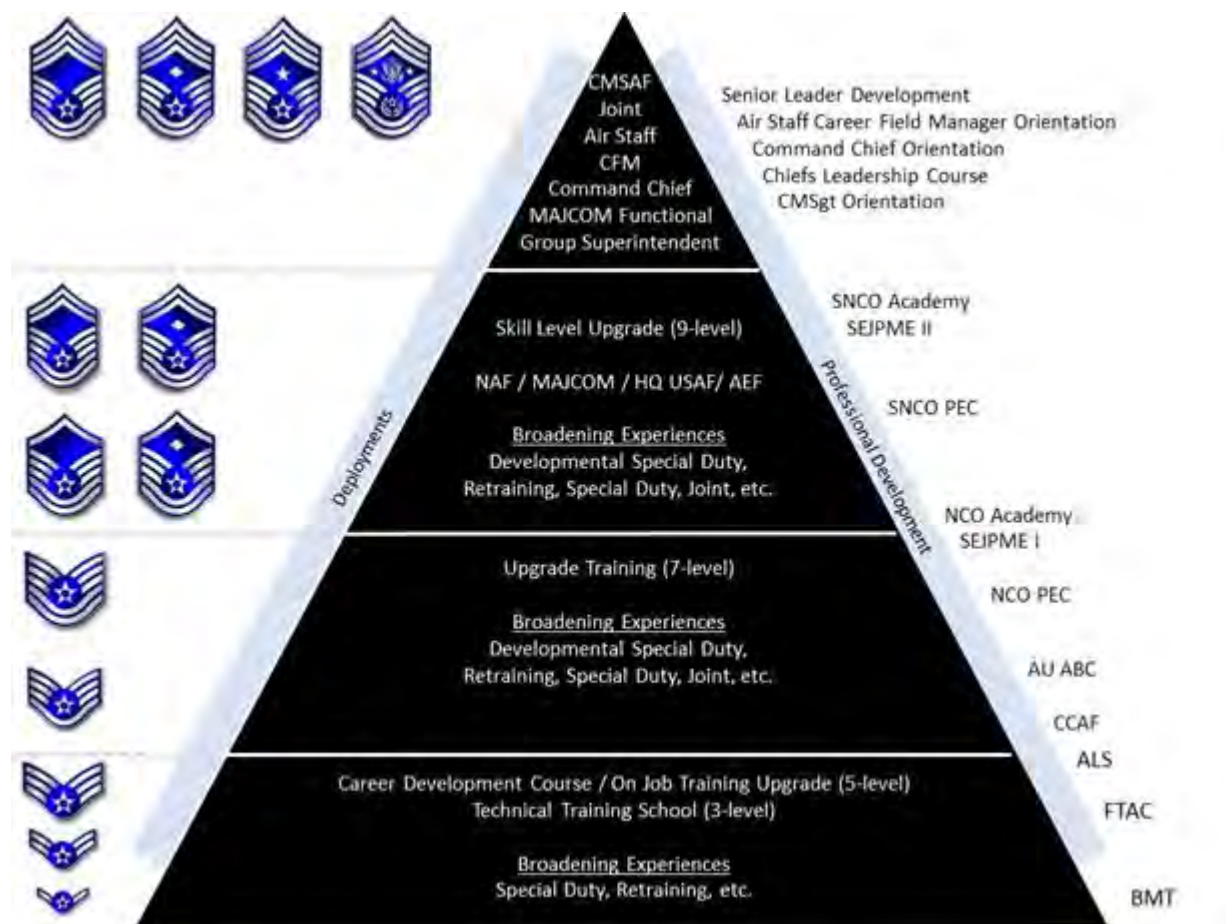 CMSAF
Joint
Air Staff
CFM
Command Chief
MAJCOM Functional
Group Superintendent
Senior Leader Development
Air Staff Career Field Manager Orientation
Command Chief Orientation
Chiefs Leadership Course
CMSgt Orientation
Skill Level Upgrade (9-level)
NAF / MAJCOM / HQ USAF/ AEF
Broadening Experiences
Developmental Special Duty,
Retraining, Special Duty, Joint, etc.
SNCO Academy
SEJPME II
SNCO PEC
Deployments
Professional Development
NCO Academy
SEJPME I
Upgrade Training (7-level)
Broadening Experiences
Developmental Special Duty,
Retraining, Special Duty, Joint, etc.
NCO PEC
AU ABC
CCAF
ALS
Career Development Course / On Job Training Upgrade (5-level)
Technical Training School (3-level)
Broadening Experiences
Special Duty, Retraining, etc.
FTAC
BMT